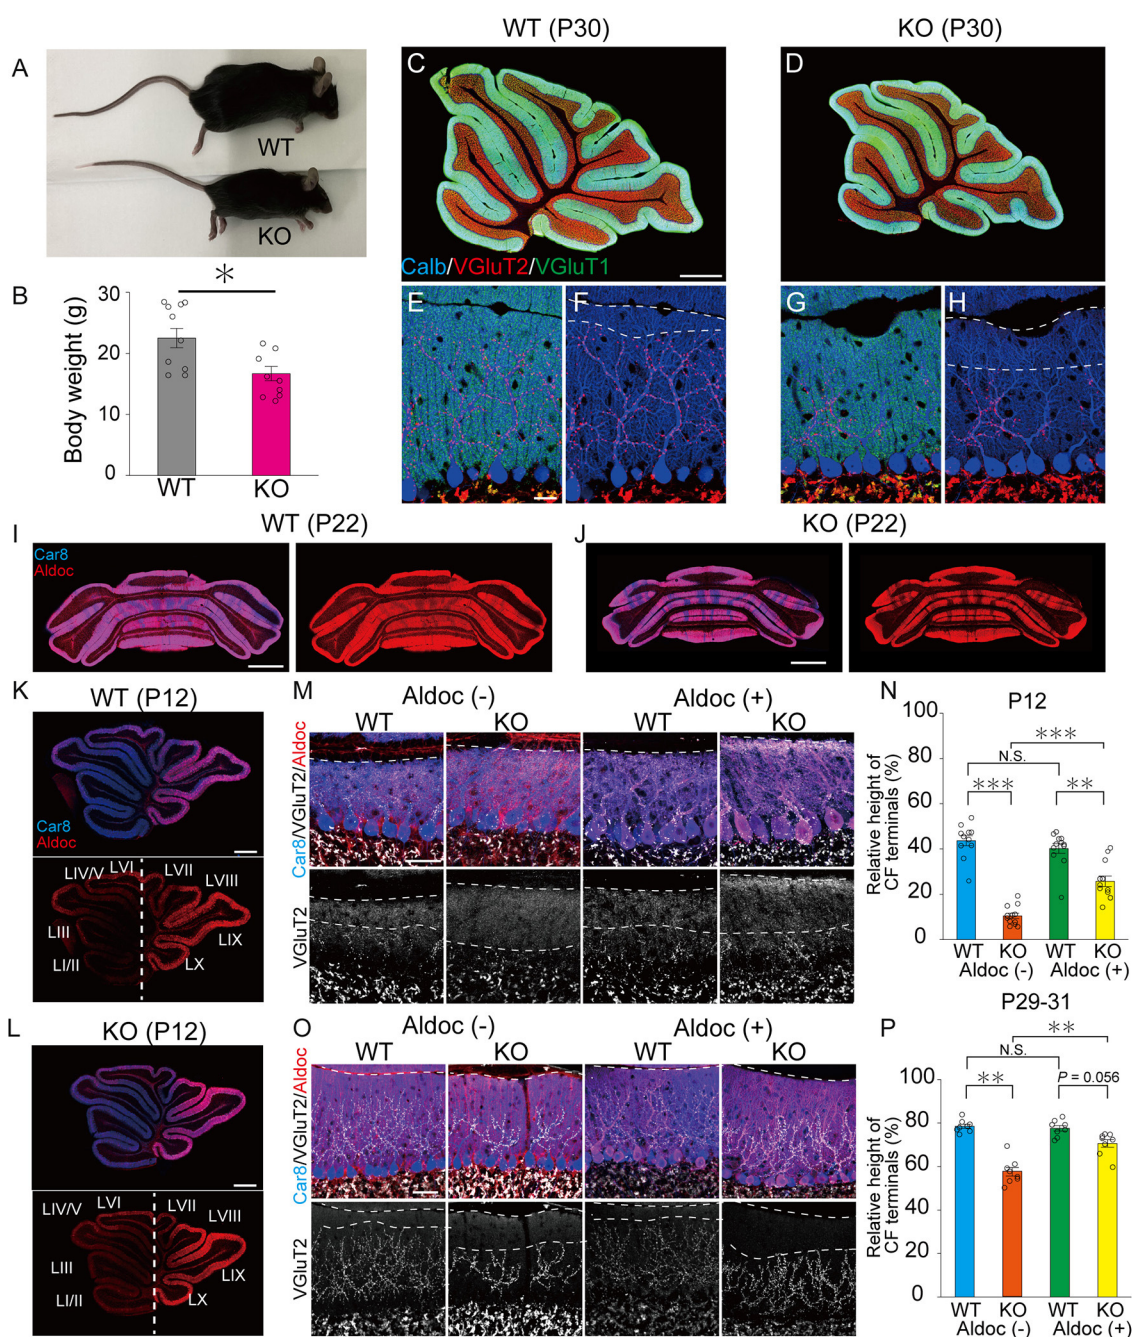 WT (P30)
KO (P30)
A
WT
KO
C
Calb/VGluT2/VGluT1
D
B
*
Body weight (g)
30
20
10
0
WT
KO
E
F
G
H
WT (P22)
KO (P22)
I
Car8
Aldoc
J
K
WT (P12)
Car8
Aldoc
LIV/V
LVI
LVII
LVIII
LIII
LIX
LI/II
LX
M
Aldoc (-)
Aldoc (+)
WT
KO
WT
KO
Car8/VGluT2/Aldoc
VGluT2
N
P12
Relative height of
CF terminals (%)
100
80
60
40
20
0
***
N.S.
***
**
WT
KO
WT
KO
Aldoc (-)
Aldoc (+)
L
KO (P12)
LIV/V
LVI
LVII
LVIII
LIII
LIX
LI/II
LX
O
Aldoc (-)
Aldoc (+)
WT
KO
WT
KO
Car8/VGluT2/Aldoc
VGluT2
P
P29-31
Relative height of
CF terminals (%)
100
80
60
40
20
0
**
N.S.
**
P = 0.056
WT
KO
WT
KO
Aldoc (-)
Aldoc (+)